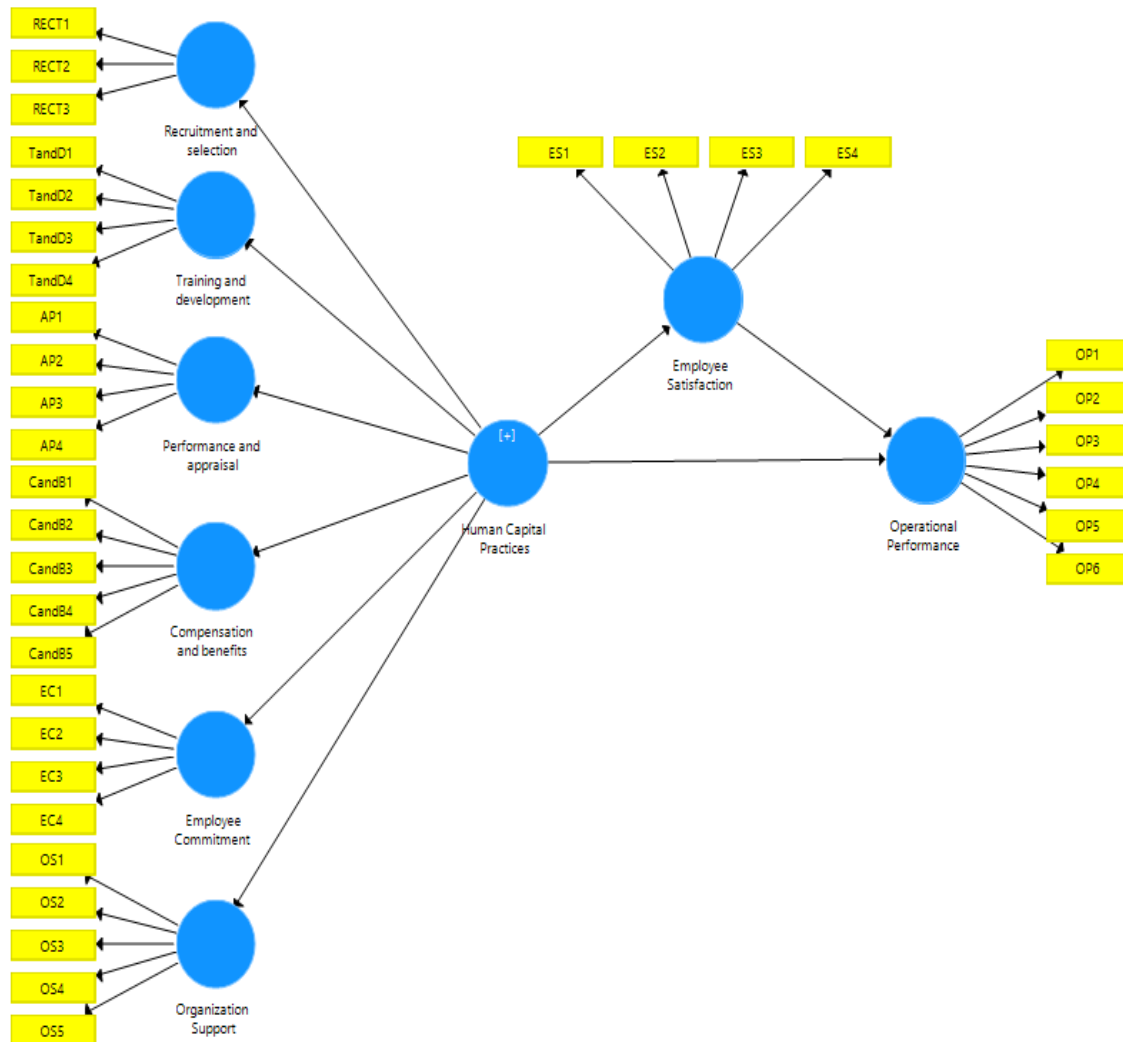 RECT1
RECT2
RECT3
Recruitment and
selection
TandD1
TandD2
TandD3
TandD4
Training and
development
AP1
AP2
AP3
AP4
Performance and
appraisal
CandB1
CandB2
CandB3
CandB4
CandB5
Compensation
and benefits
EC1
EC2
EC3
EC4
Employee
Commitment
OS1
OS2
OS3
OS4
OS5
Organization
Support
[+]
Human Capital
Practices
ES1
ES2
ES3
ES4
Employee
Satisfaction
OP1
OP2
OP3
OP4
OP5
OP6
Operational
Performance